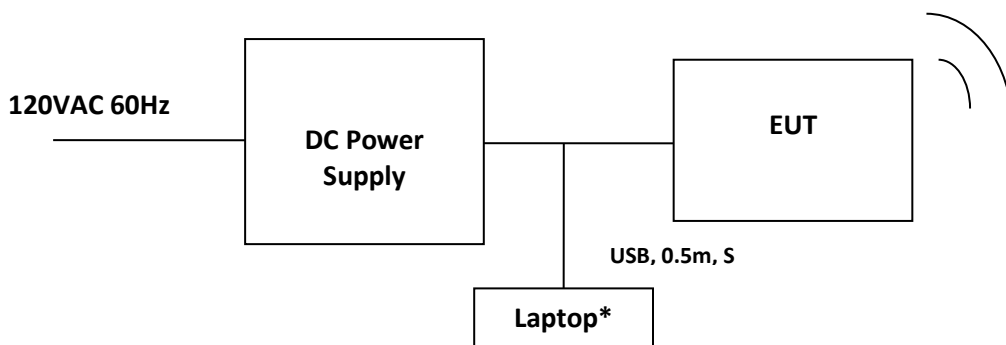 120VAC 60Hz
DC Power
Supply
EUT
USB, 0.5m, S
Laptop*